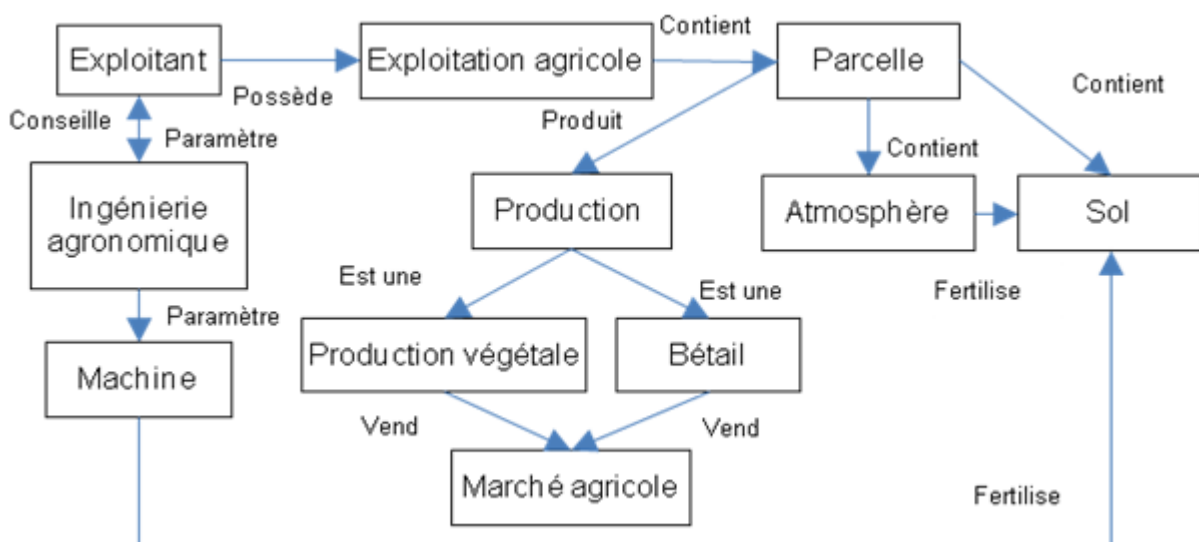 Contient
Exploitant
Exploitation agricole
Parcelle
Possède
Contient
Conseille
Paramètre
Produit
Contient
Ingénierie
agronomique
Production
Atmosphère
Sol
Est une
Est une
Fertilise
Paramètre
Machine
Production végétale
Bétail
Vend
Vend
Marché agricole
Fertilise